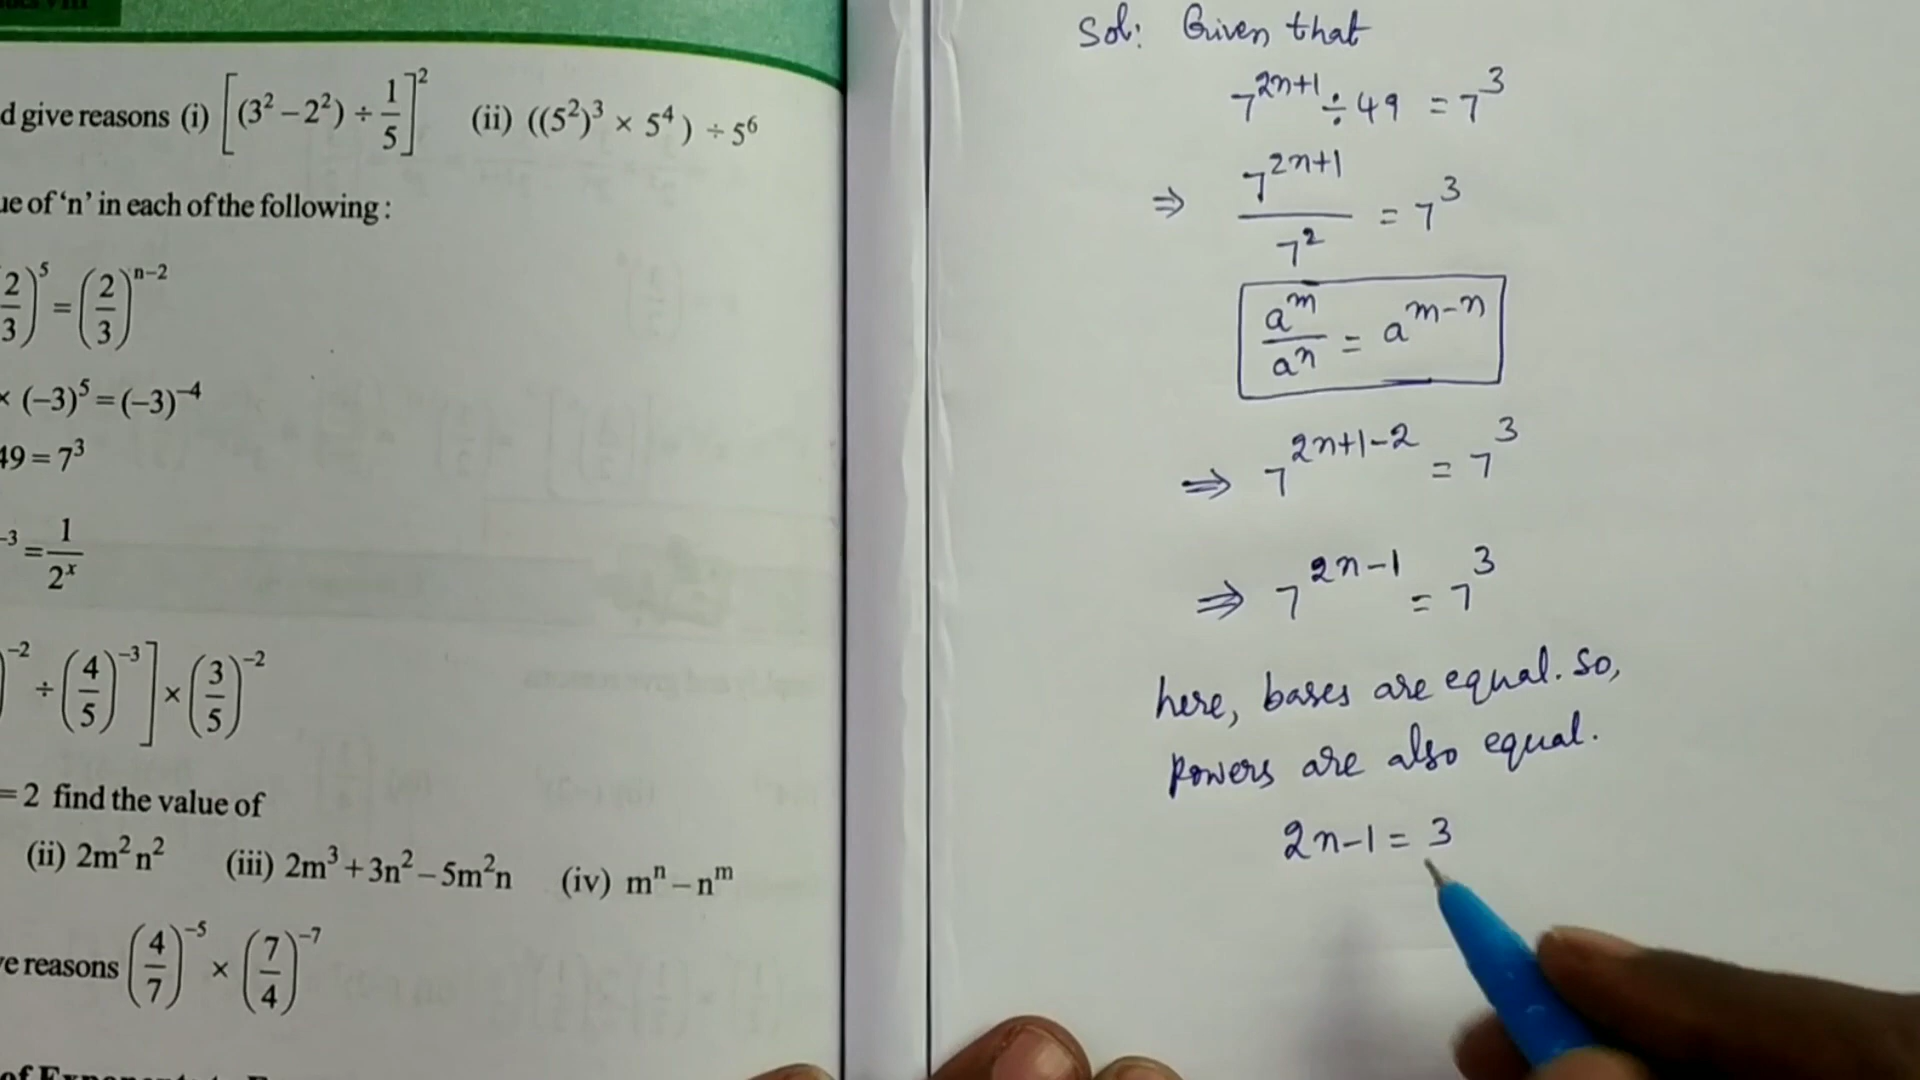 d give reasons (i) [(3² – 2²) ÷ 1/5]² (ii) ((5²)³ × 5⁴) ÷ 5⁶
ue of ‘n’ in each of the following :
(2/3)⁵ = (2/3)ⁿ⁻²
× (–3)⁵ = (–3)⁻⁴
49 = 7³
⁻³ = 1/2ˣ
)⁻² ÷ (4/5)⁻³] × (3/5)⁻²
= 2 find the value of
(ii) 2m²n² (iii) 2m³ + 3n² – 5m²n (iv) mⁿ – nᵐ
ve reasons (4/7)⁻⁵ × (7/4)⁻⁷
Sol: Given that
7²ⁿ⁺¹ ÷ 49 = 7³
⇒ 7²ⁿ⁺¹/7² = 7³
aᵐ/aⁿ = aᵐ⁻ⁿ
⇒ 7²ⁿ⁺¹⁻² = 7³
⇒ 7²ⁿ⁻¹ = 7³
here, bases are equal. so,
powers are also equal.
2n-1 = 3